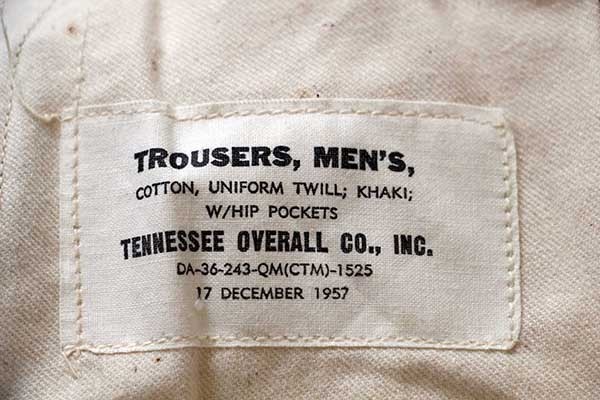 TROUSERS, MEN'S,
COTTON, UNIFORM TWILL; KHAKI;
W/HIP POCKETS
TENNESSEE OVERALL CO., INC.
DA-36-243-QM(CTM)-1525
17 DECEMBER 1957